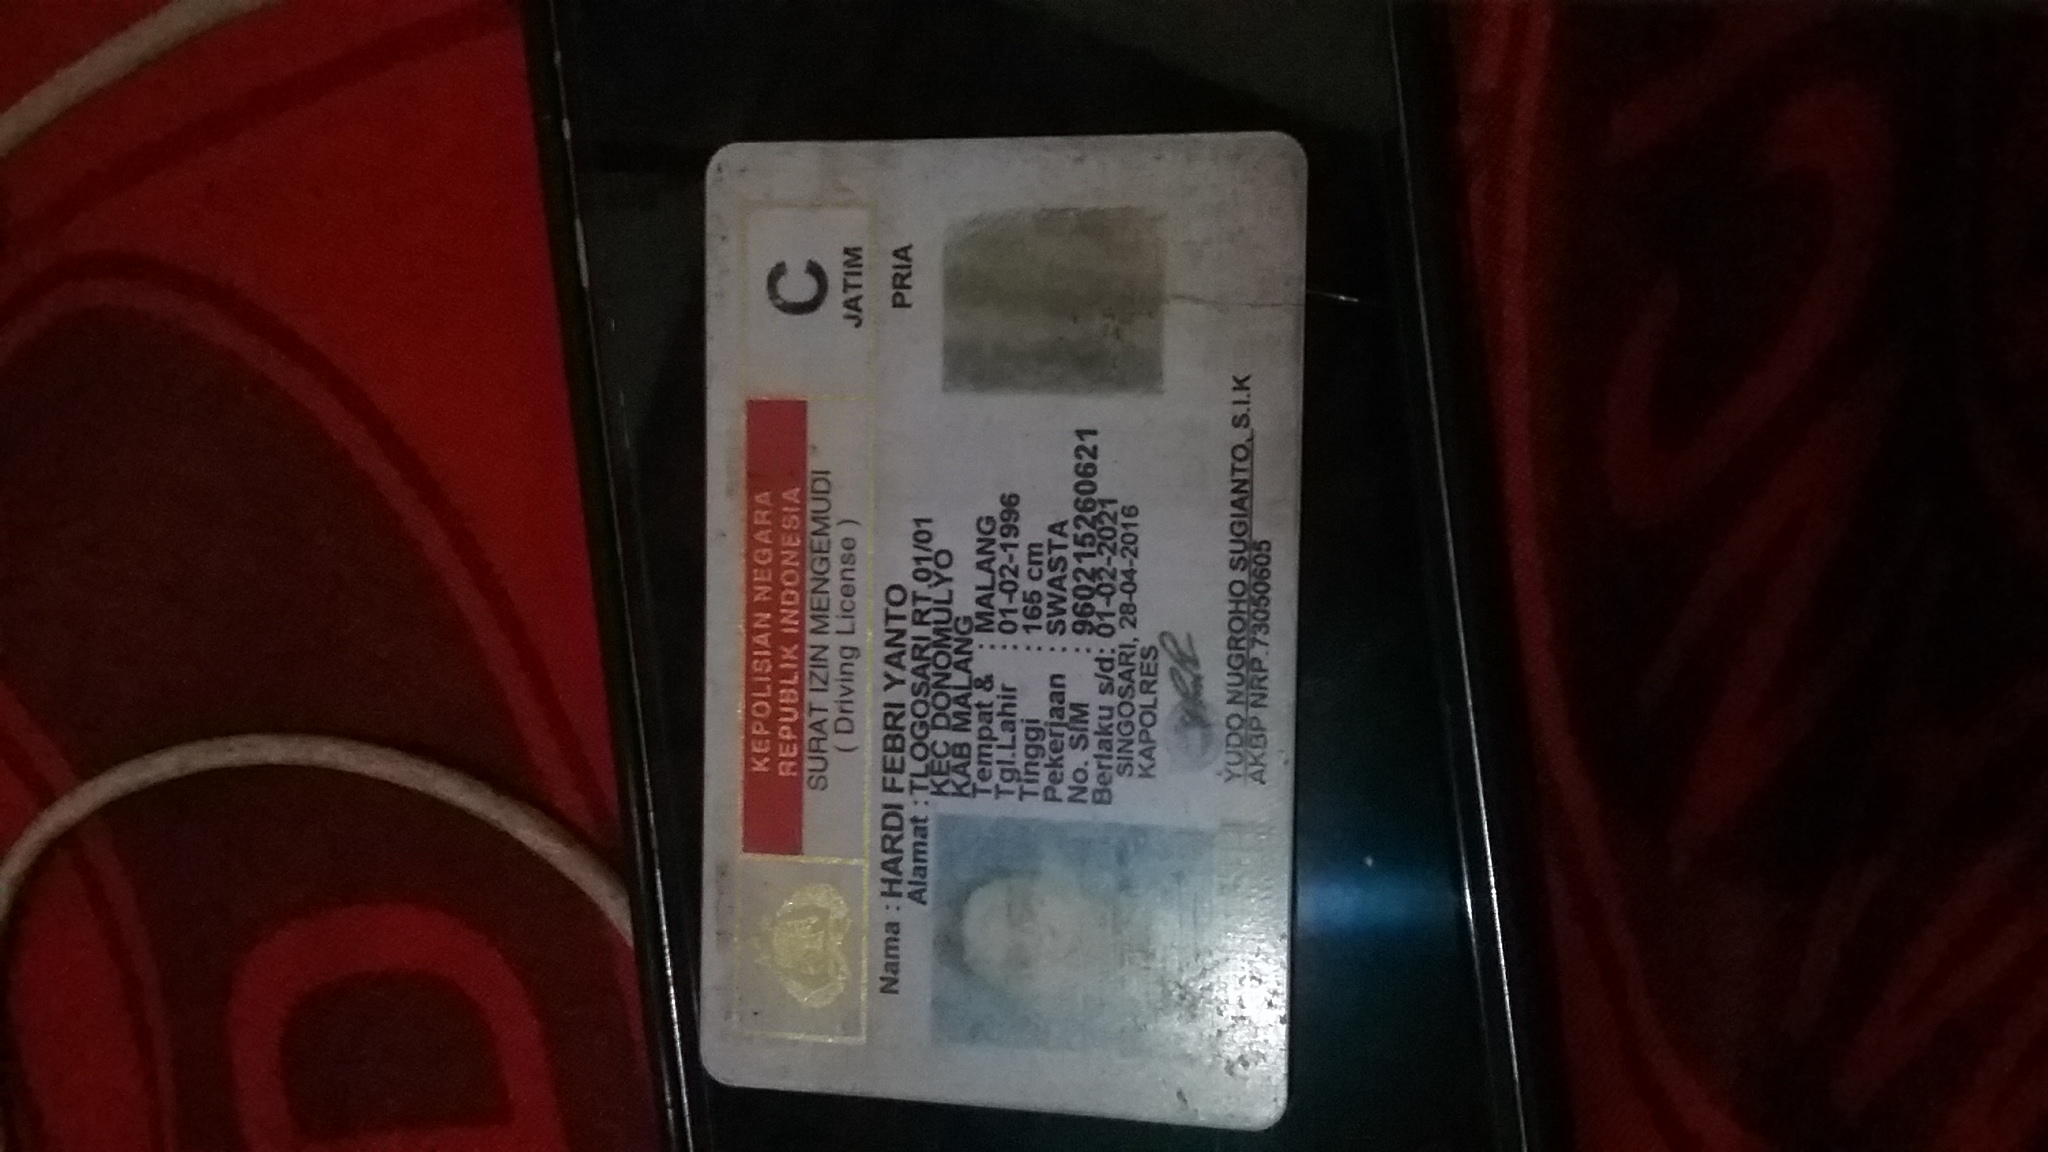 KEPOLISIAN NEGARA
REPUBLIK INDONESIA
SURAT IZIN MENGEMUDI
( Driving License )
C
JATIM
Nama : HARDI FEBRI YANTO
PRIA
Alamat : TLOGOSARI RT.01/01
KEC DONOMULYO
KAB MALANG
Tempat & : MALANG
Tgl.Lahir : 01-02-1996
Tinggi : 165 cm
Pekerjaan : SWASTA
No. SIM : 960215260621
Berlaku s/d: 01-02-2021
SINGOSARI, 28-04-2016
KAPOLRES
YUDO NUGROHO SUGIANTO, S.I.K
AKBP NRP.73050605